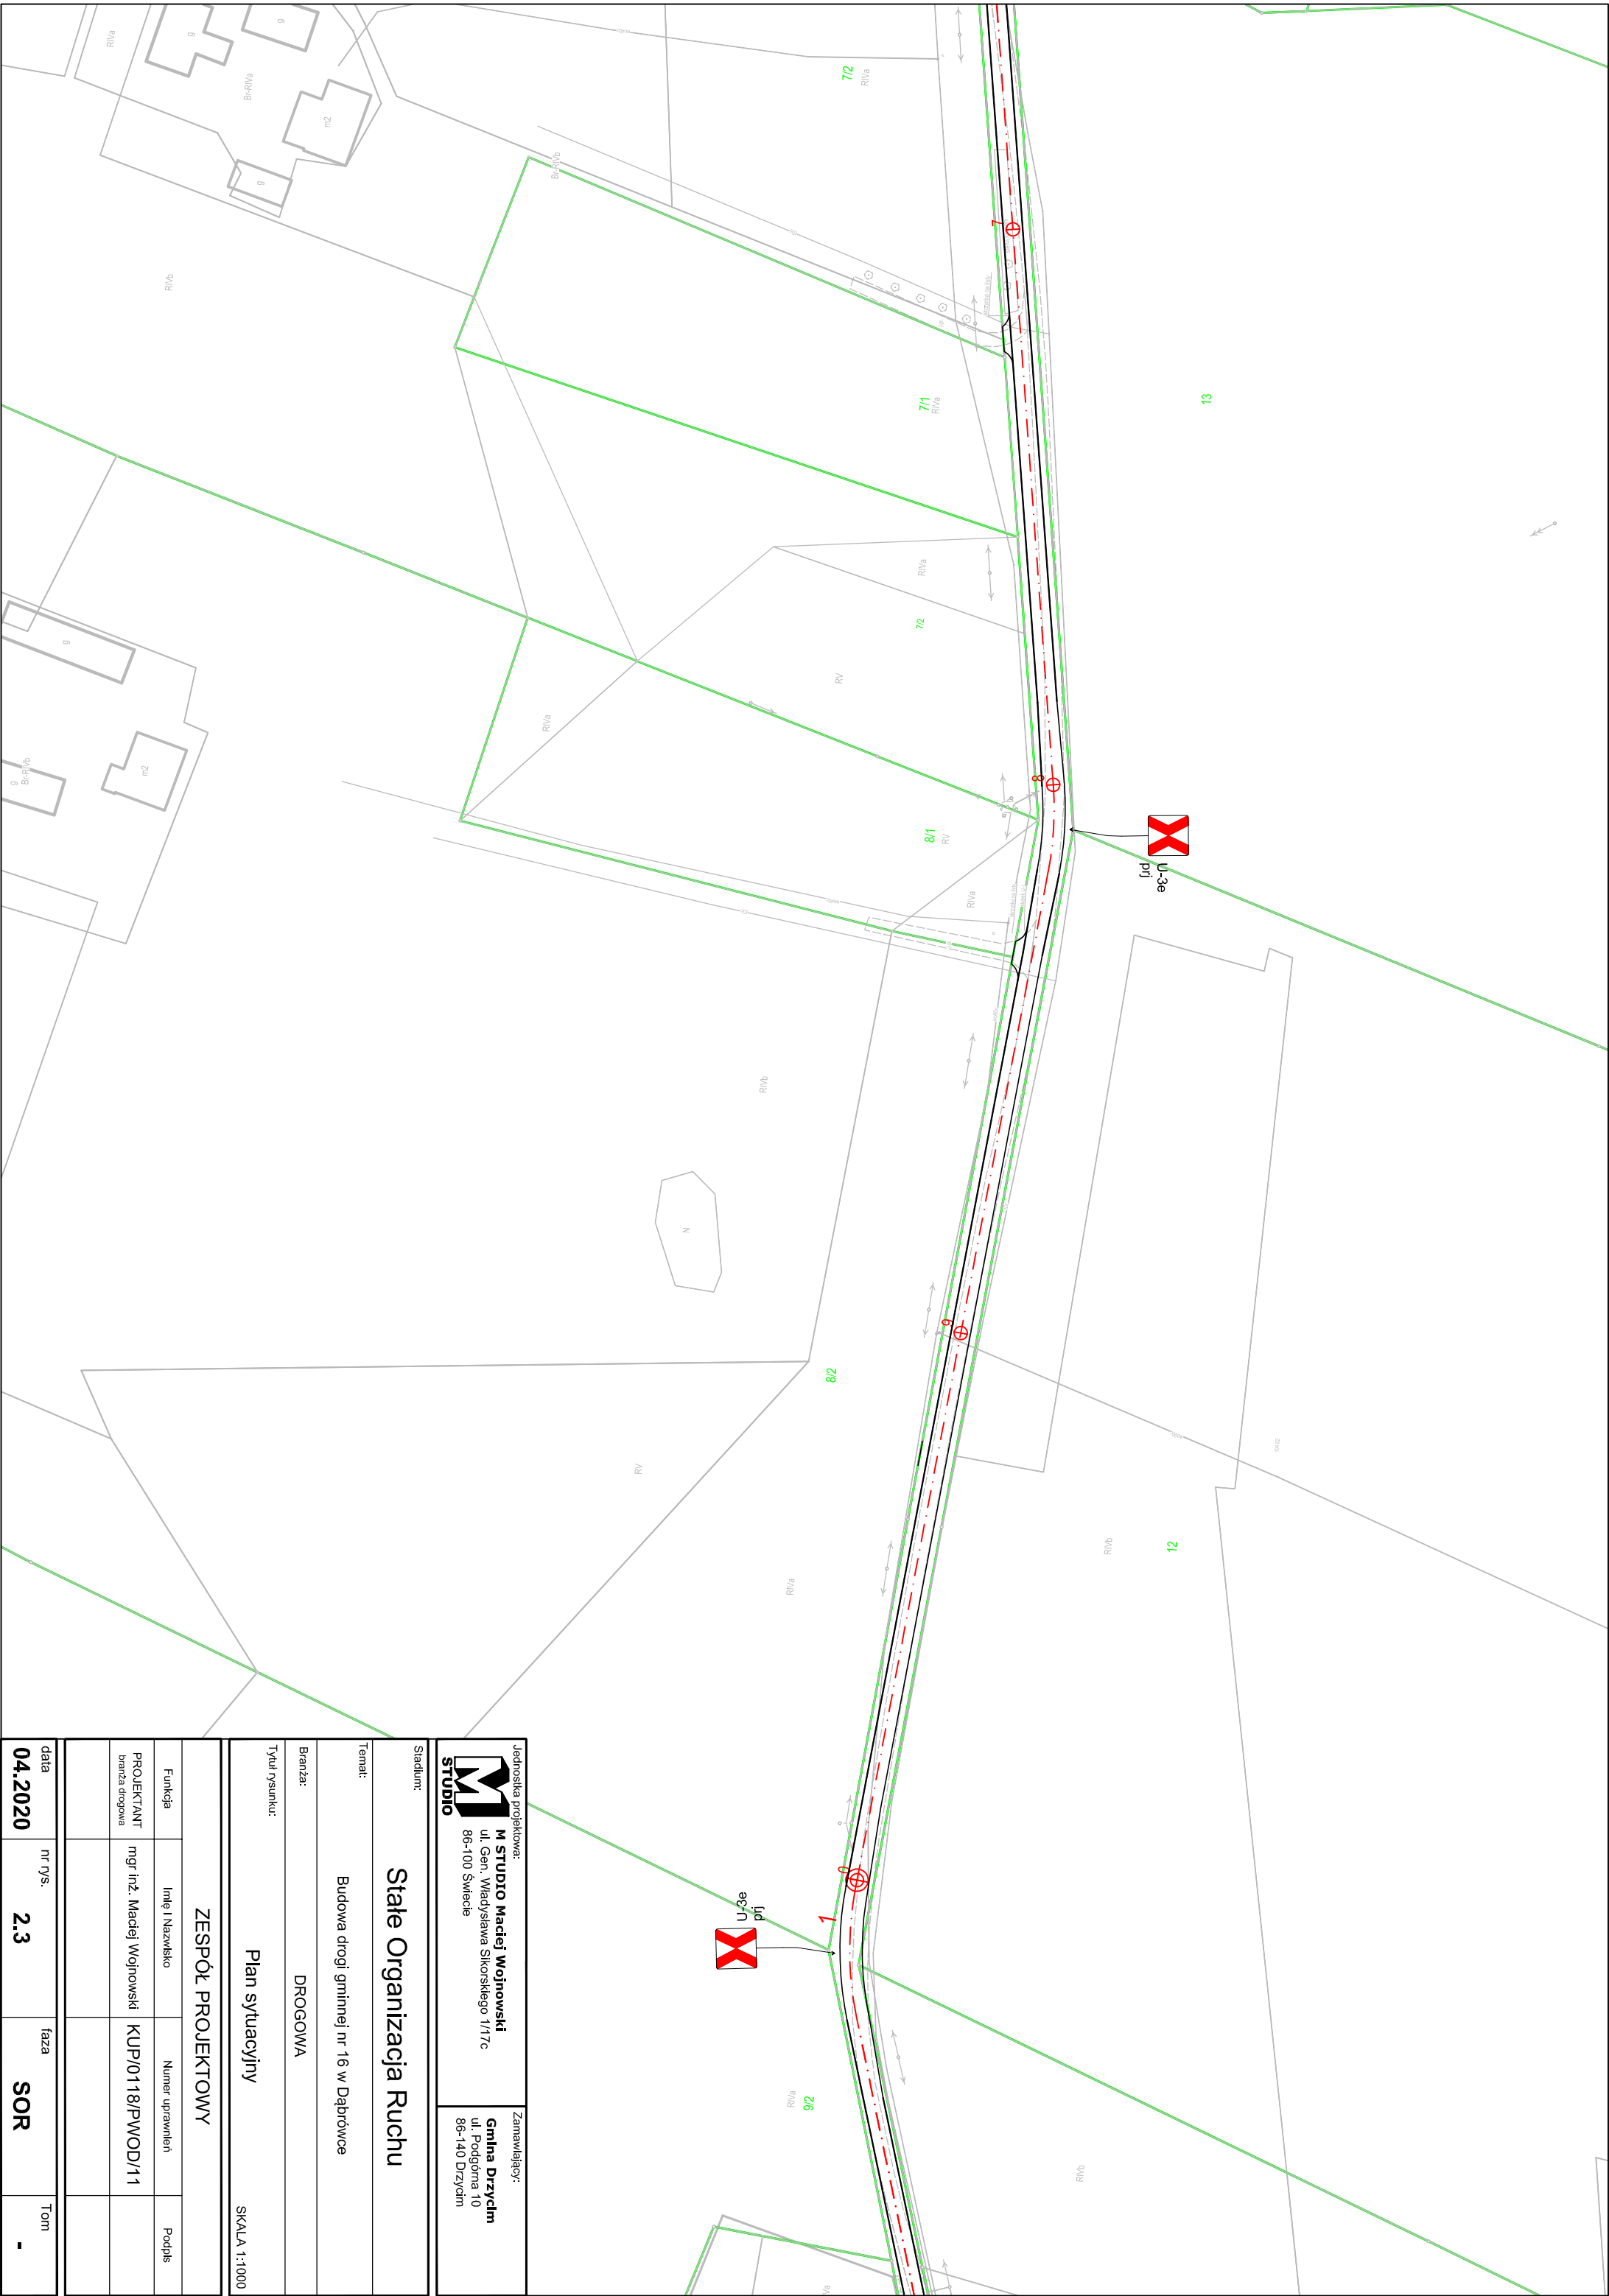 Jednostka projektowa:
M
STUDIO
M STUDIO Maciej Wojnowski
ul. Gen. Władysława Sikorskiego 1/17c
86-100 Świecie
Zamawiający:
Gmina Drzycim
ul. Podgórna 10
86-140 Drzycim
Stadium:
Stałe Organizacja Ruchu
Temat:
Budowa drogi gminnej nr 16 w Dąbrówce
Branża:
DROGOWA
Tytuł rysunku:
Plan sytuacyjny
SKALA 1:1000
ZESPÓŁ PROJEKTOWY
Funkcja
Imię i Nazwisko
Numer uprawnień
Podpis
PROJEKTANT
branża drogowa
mgr inż. Maciej Wojnowski
KUP/0118/PWOD/11
data
04.2020
nr rys.
2.3
faza
SOR
Tom
-
U-3e
prj
U-3e
prj
7
8
9
0
1
13
12
7/2
7/1
7/2
8/1
8/2
9/2
RIVa
Br-RIVa
g
g
m2
g
RIVb
Br-RIVb
RIVa
RIVa
RIVa
RV
RIVa
RV
RIVa
g
m2
g
Br-RIVb
RIVb
N
RV
RIVa
RIVb
RIVa
RIVb